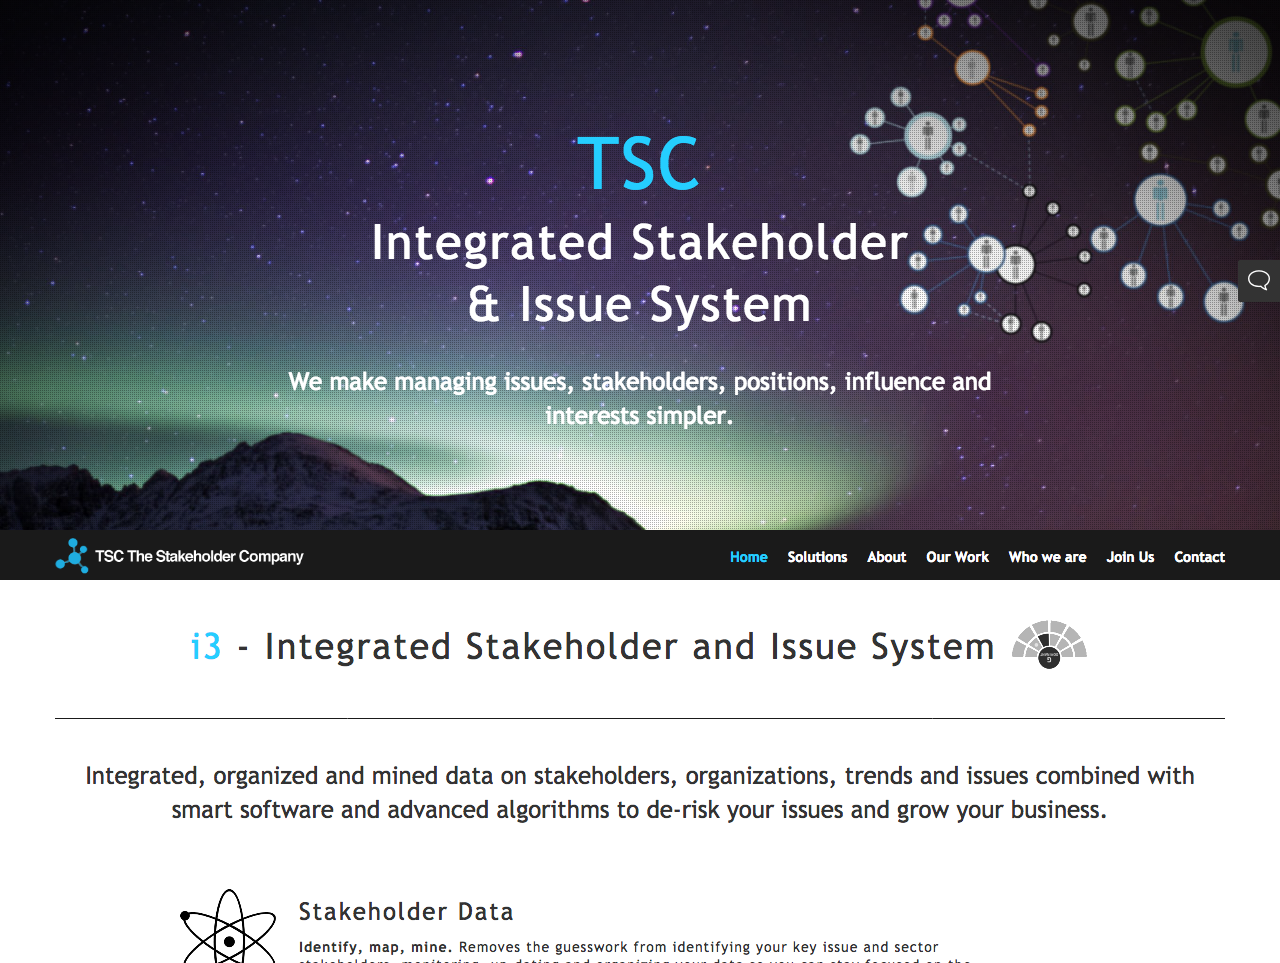 TSC
Integrated Stakeholder
& Issue System
We make managing issues, stakeholders, positions, influence and
interests simpler.
TSC The Stakeholder Company
Home Solutions About Our Work Who we are Join Us Contact
i3 - Integrated Stakeholder and Issue System
Integrated, organized and mined data on stakeholders, organizations, trends and issues combined with
smart software and advanced algorithms to de-risk your issues and grow your business.
Stakeholder Data
Identify, map, mine. Removes the guesswork from identifying your key issue and sector